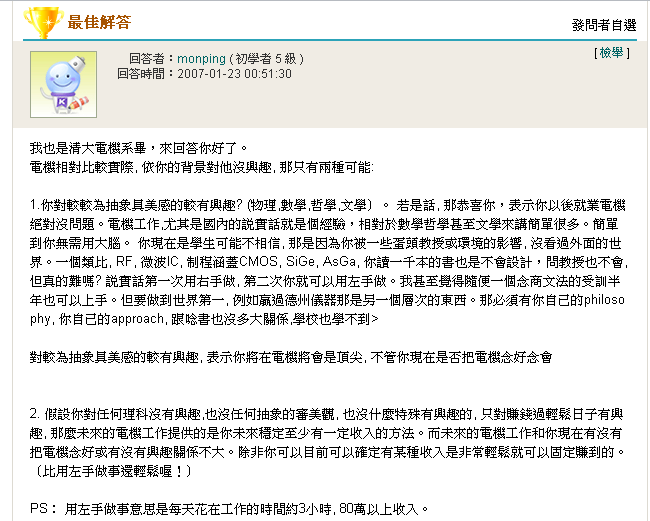 最佳解答
發問者自選
回答者：monping ( 初學者 5 級 )
[ 檢舉 ]
回答時間：2007-01-23 00:51:30
我也是清大電機系畢，來回答你好了。
電機相對比較實際, 依你的背景對他沒興趣, 那只有兩種可能:
1.你對較較為抽象具美感的較有興趣? (物理,數學,哲學,文學）。 若是話, 那恭喜你，表示你以後就業電機
絕對沒問題。電機工作,尤其是國內的說實話就是個經驗，相對於數學哲學甚至文學來講簡單很多。簡單
到你無需用大腦。 你現在是學生可能不相信, 那是因為你被一些蛋頭教授或環境的影響, 沒看過外面的世
界。一個類比, RF, 微波IC, 制程涵蓋CMOS, SiGe, AsGa, 你讀一千本的書也是不會設計，問教授也不會,
但真的難嗎? 說實話第一次用右手做, 第二次你就可以用左手做。我甚至覺得隨便一個念商文法的受訓半
年也可以上手。但要做到世界第一, 例如贏過德州儀器那是另一個層次的東西。那必須有你自己的philoso
phy, 你自己的approach, 跟唸書也沒多大關係,學校也學不到>
對較為抽象具美感的較有興趣, 表示你將在電機將會是頂尖, 不管你現在是否把電機念好念會
2. 假設你對任何理科沒有興趣,也沒任何抽象的審美觀, 也沒什麼特殊有興趣的, 只對賺錢過輕鬆日子有興
趣, 那麼未來的電機工作提供的是你未來穩定至少有一定收入的方法。而未來的電機工作和你現在有沒有
把電機念好或有沒有興趣關係不大。除非你可以目前可以確定有某種收入是非常輕鬆就可以固定賺到的。
（比用左手做事還輕鬆喔！）
PS： 用左手做事意思是每天花在工作的時間約3小時, 80萬以上收入。